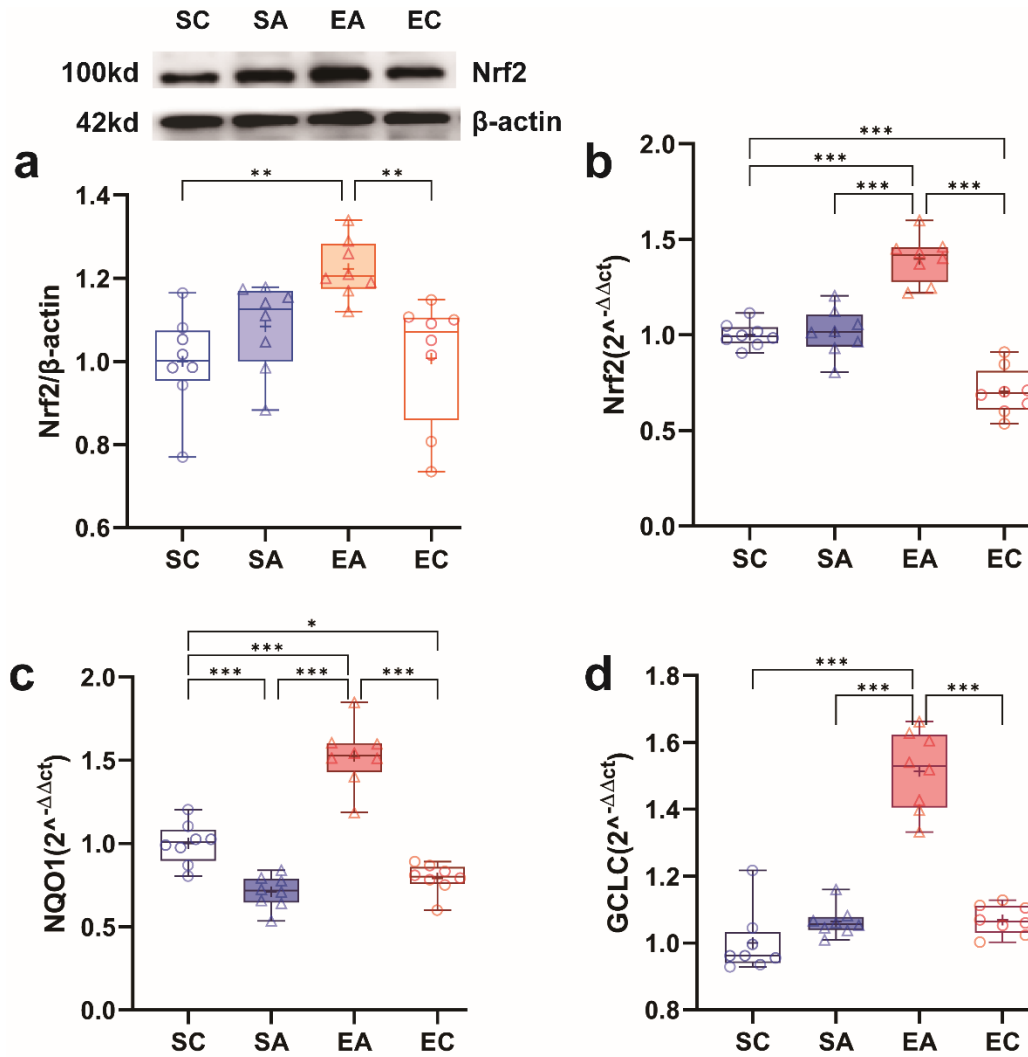 SC SA EA EC
100kd Nrf2
42kd β-actin
a
** **
1.4
1.2
1.0
0.8
0.6
Nrf2/β-actin
SC SA EA EC
b
***
***
*** ***
2.0
1.5
1.0
0.5
0.0
Nrf2(2^-ΔΔct)
SC SA EA EC
c
*
***
*** *** ***
2.0
1.5
1.0
0.5
0.0
NQO1(2^-ΔΔct)
SC SA EA EC
d
***
*** ***
1.8
1.6
1.4
1.2
1.0
0.8
GCLC(2^-ΔΔct)
SC SA EA EC